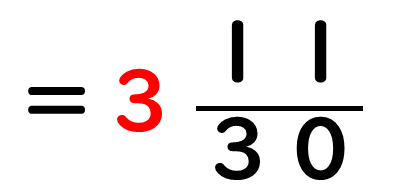 = 3 11/30